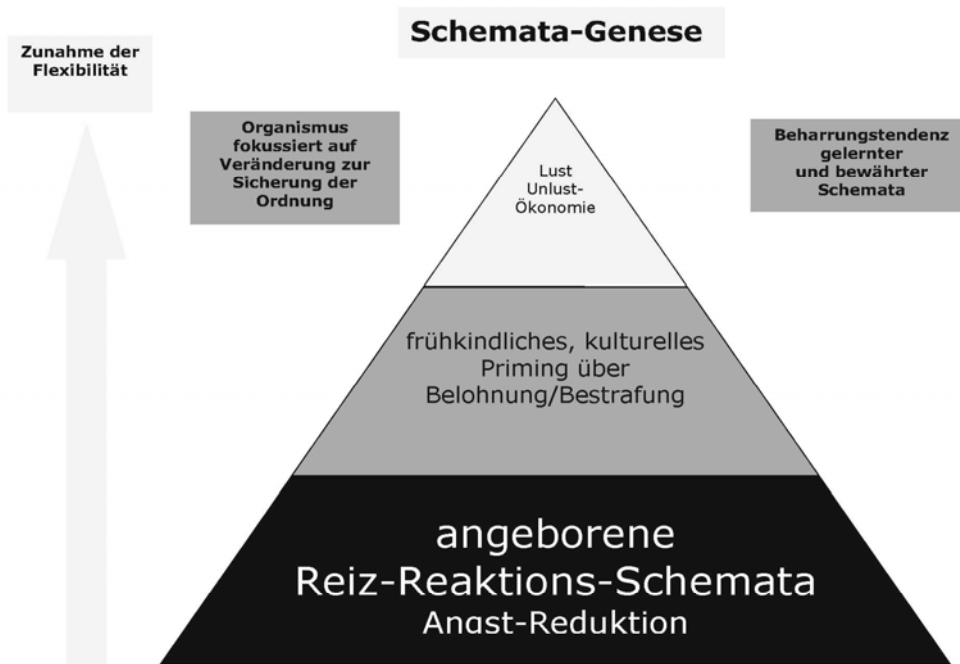 Schemata-Genese
Zunahme der
Flexibilität
Organismus
fokussiert auf
Veränderung zur
Sicherung der
Ordnung
Beharrungstendenz
gelernter
und bewährter
Schemata
Lust
Unlust-
Ökonomie
frühkindliches, kulturelles
Priming über
Belohnung/Bestrafung
angeborene
Reiz-Reaktions-Schemata
Angst-Reduktion